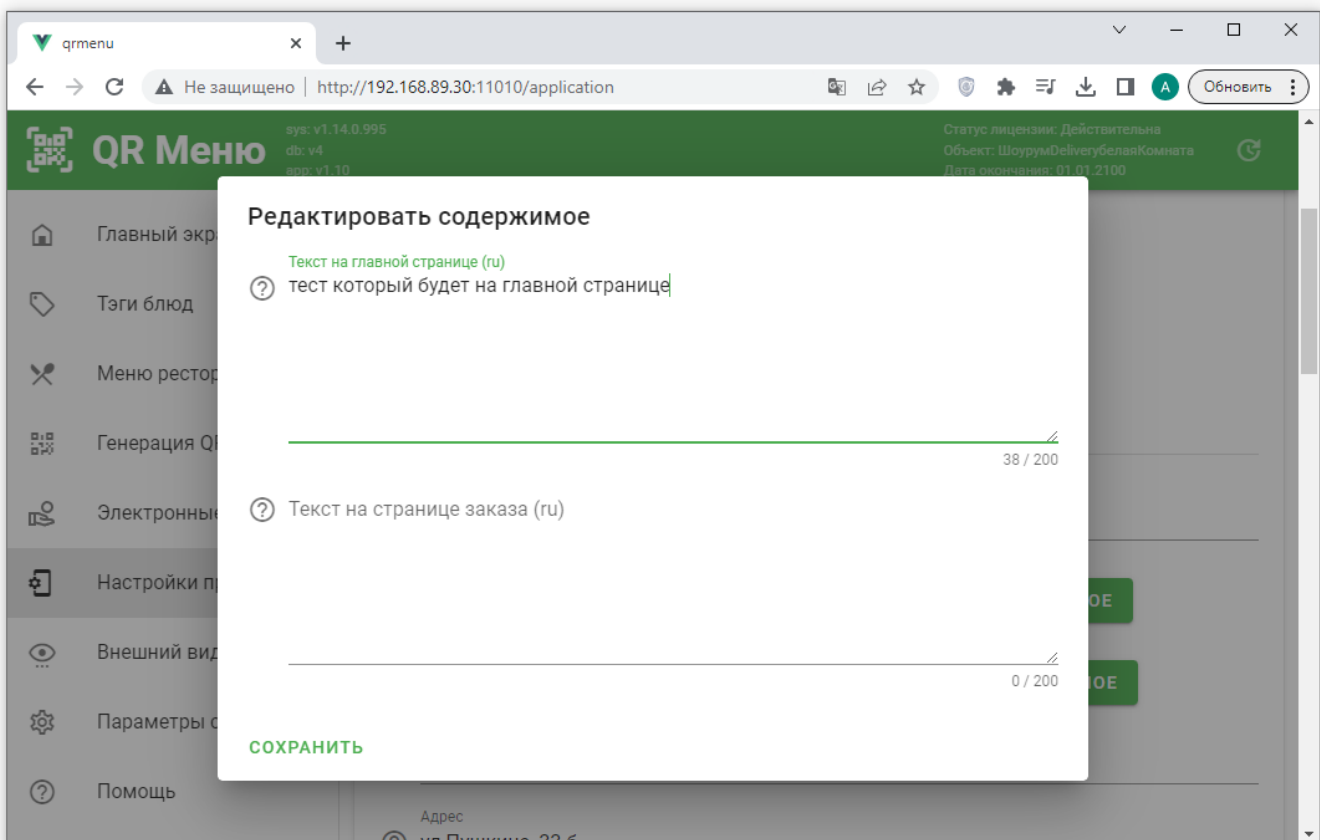 qrmenu
Не защищено http://192.168.89.30:11010/application
A Обновить
QR Меню
sys: v1.14.0.995
db: v4
app: v1.10
Статус лицензии: Действительна
Объект: ШоурумDeliveryбелаяКомната
Дата окончания: 01.01.2100
Главный экр
Тэги блюд
Меню рестор
Генерация QR
Электронные
Настройки п
Внешний вид
Параметры с
Помощь
Редактировать содержимое
Текст на главной странице (ru)
тест который будет на главной странице
38 / 200
Текст на странице заказа (ru)
0 / 200
СОХРАНИТЬ
ОЕ
ОЕ
Адрес